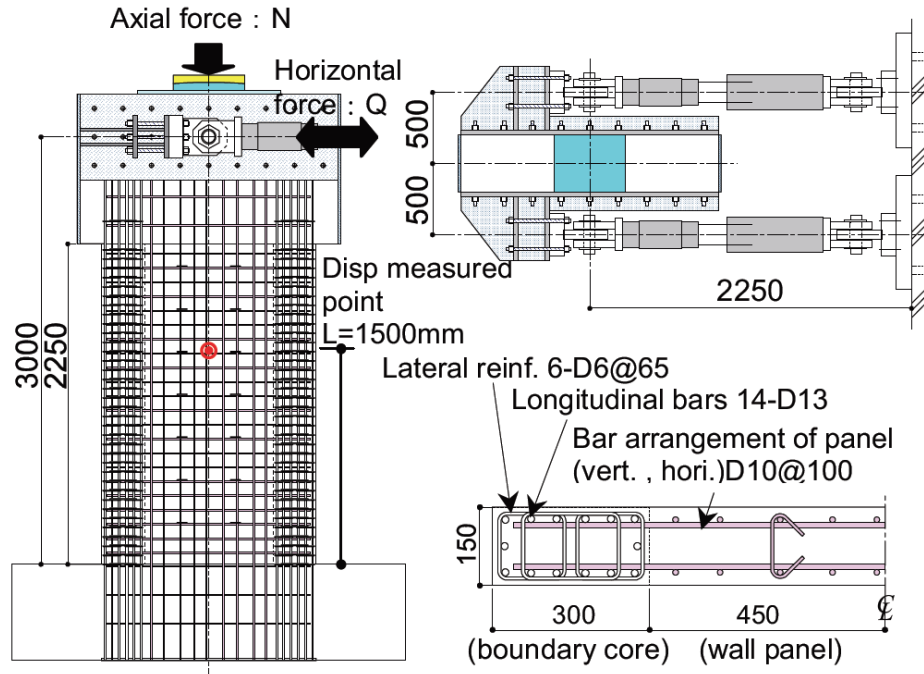 Axial force : N
Horizontal
force : Q
500
500
2250
Disp measured
point
L=1500mm
3000
2250
Lateral reinf. 6-D6@65
Longitudinal bars 14-D13
Bar arrangement of panel
(vert. , hori.)D10@100
150
300
450
℄
(boundary core)
(wall panel)